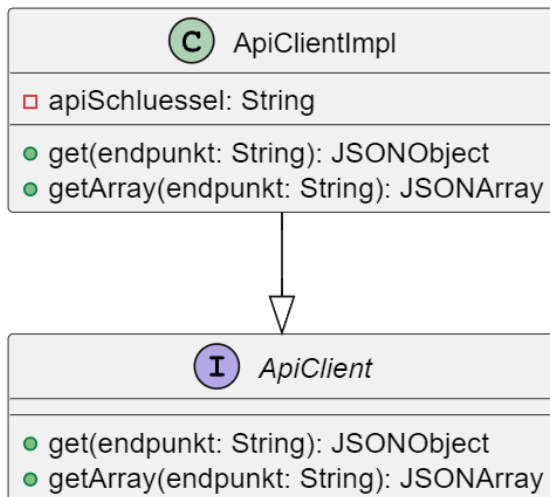 C ApiClientImpl
apiSchluessel: String
get(endpunkt: String): JSONObject
getArray(endpunkt: String): JSONArray
I ApiClient
get(endpunkt: String): JSONObject
getArray(endpunkt: String): JSONArray